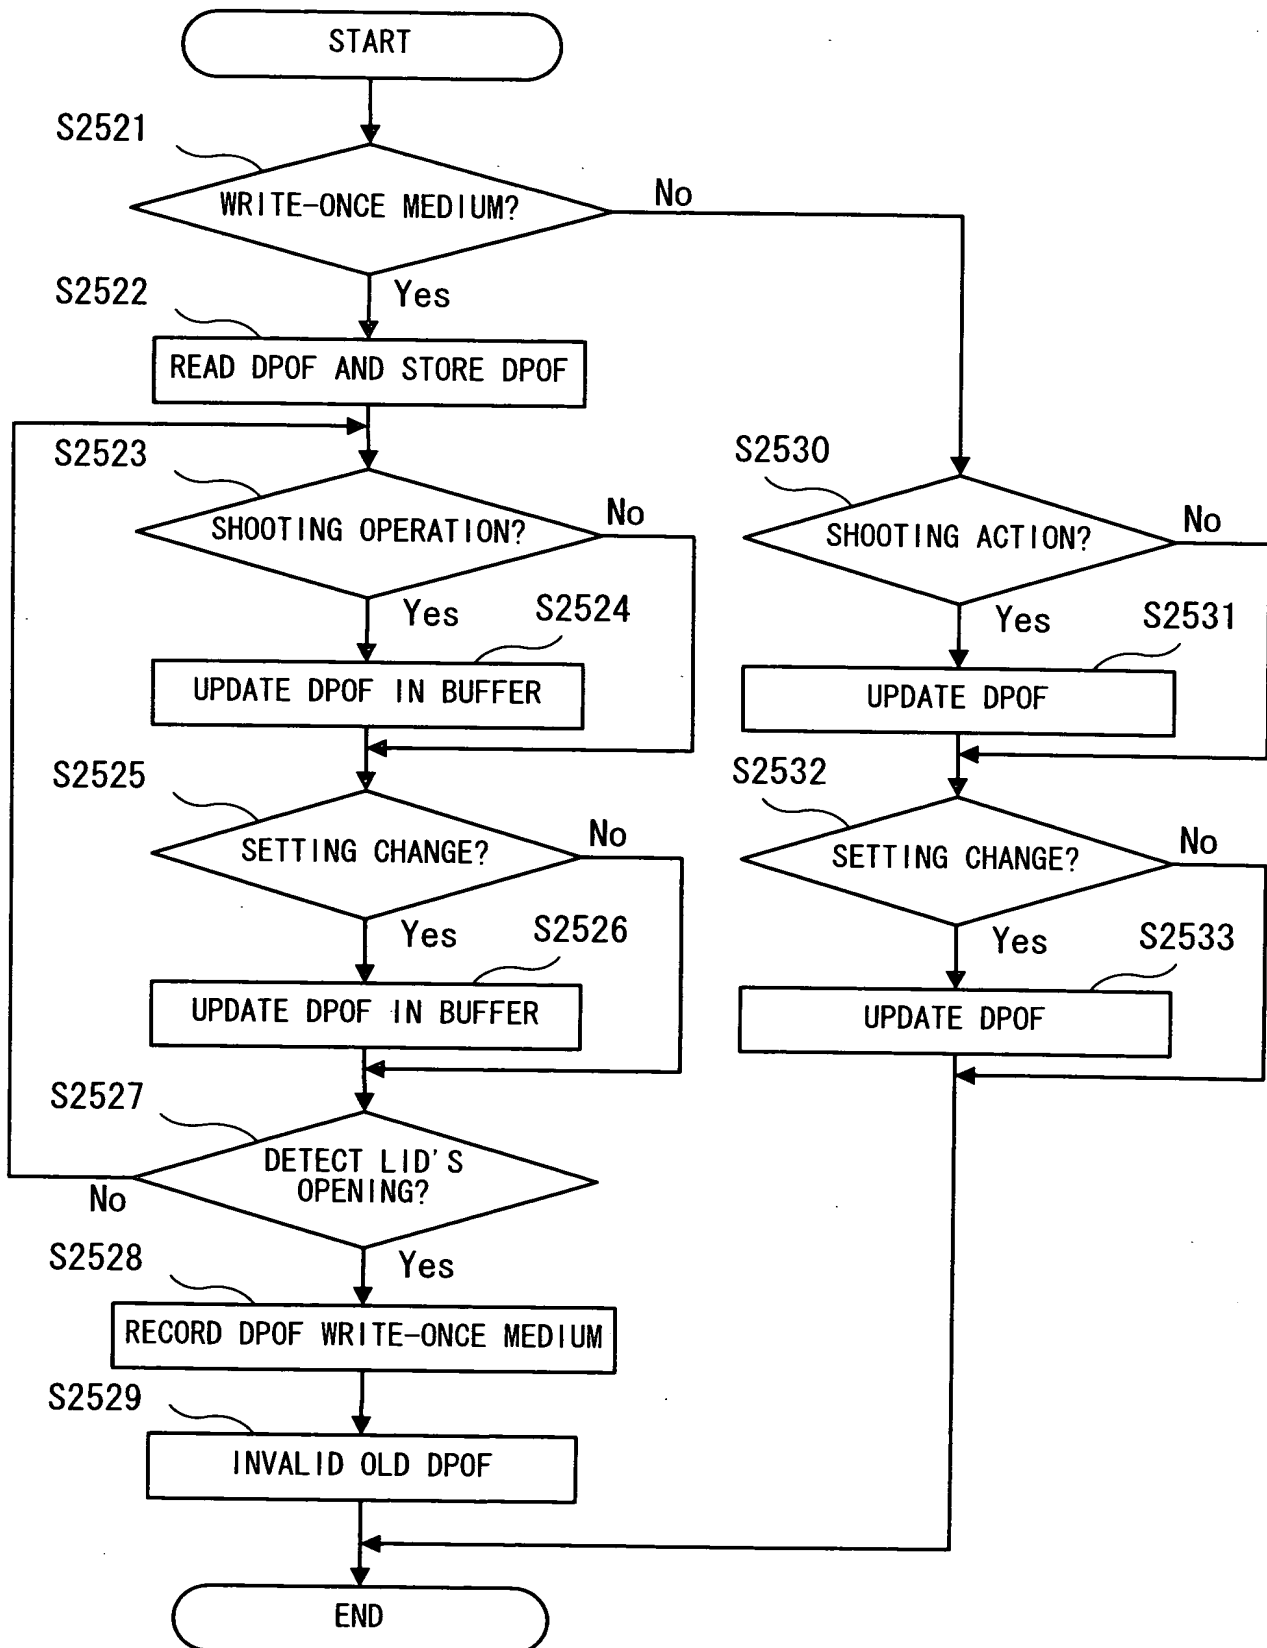 START
S2521
WRITE-ONCE MEDIUM?
No
Yes
S2522
READ DPOF AND STORE DPOF
S2523
SHOOTING OPERATION?
No
Yes
S2524
UPDATE DPOF IN BUFFER
S2525
SETTING CHANGE?
No
Yes
S2526
UPDATE DPOF IN BUFFER
S2527
DETECT LID'S
OPENING?
No
Yes
S2528
RECORD DPOF WRITE-ONCE MEDIUM
S2529
INVALID OLD DPOF
S2530
SHOOTING ACTION?
No
Yes
S2531
UPDATE DPOF
S2532
SETTING CHANGE?
No
Yes
S2533
UPDATE DPOF
END